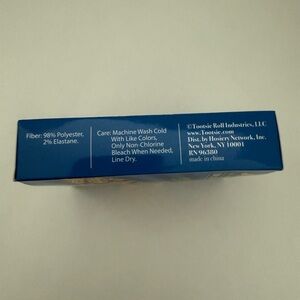 Fiber: 98% Polyester,
2% Elastane.
Care: Machine Wash Cold
With Like Colors,
Only Non-Chlorine
Bleach When Needed,
Line Dry.
©Tootsie Roll Industries, LLC
www.Tootsie.com
Dist. by Hosiery Network, Inc.
New York, NY 10001
RN 96380
made in china